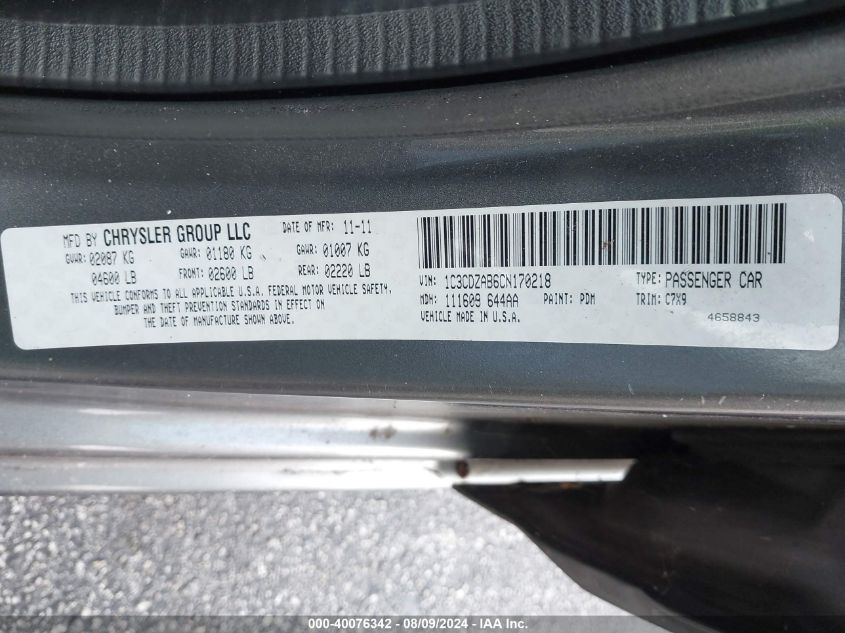 MFD BY CHRYSLER GROUP LLC DATE OF MFR: 11-11
GVWR: 02087 KG GAWR: 01180 KG GAWR: 01007 KG
04600 LB FRONT: 02600 LB REAR: 02220 LB
THIS VEHICLE CONFORMS TO ALL APPLICABLE U.S.A. FEDERAL MOTOR VEHICLE SAFETY,
BUMPER AND THEFT PREVENTION STANDARDS IN EFFECT ON
THE DATE OF MANUFACTURE SHOWN ABOVE.
VIN: 1C3CDZAB6CN170218 TYPE: PASSENGER CAR
MDH: 111609 644AA PAINT: PDM TRIM: C7X9
VEHICLE MADE IN U.S.A. 4658843
000-40076342 - 08/09/2024 - IAA Inc.